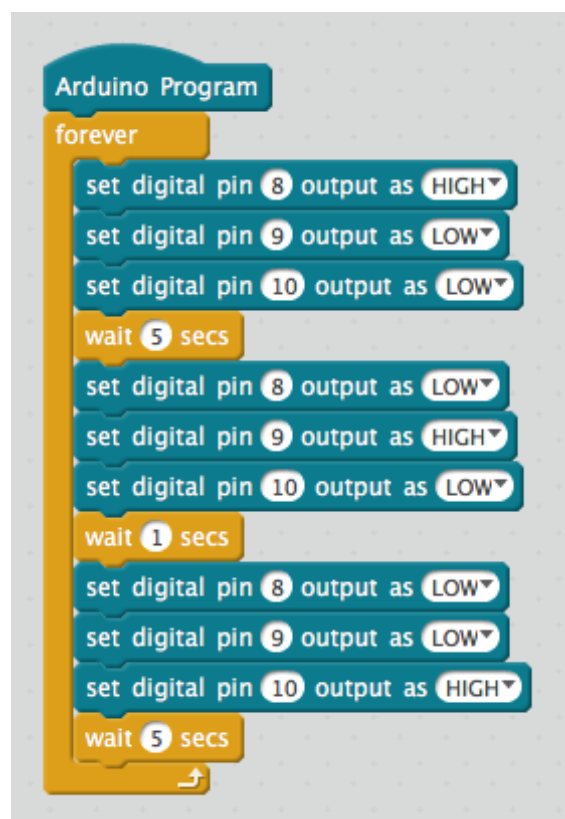 Arduino Program
forever
set digital pin 8 output as HIGH
set digital pin 9 output as LOW
set digital pin 10 output as LOW
wait 5 secs
set digital pin 8 output as LOW
set digital pin 9 output as HIGH
set digital pin 10 output as LOW
wait 1 secs
set digital pin 8 output as LOW
set digital pin 9 output as LOW
set digital pin 10 output as HIGH
wait 5 secs